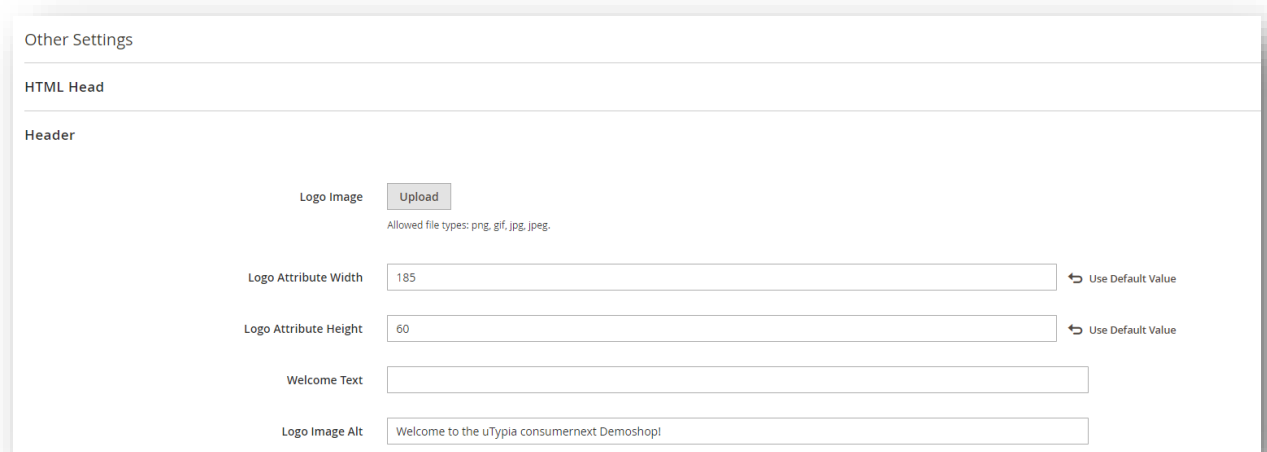 Other Settings
HTML Head
Header
Logo Image Upload
Allowed file types: png, gif, jpg, jpeg.
Logo Attribute Width 185 Use Default Value
Logo Attribute Height 60 Use Default Value
Welcome Text
Logo Image Alt Welcome to the uTypia consumernext Demoshop!